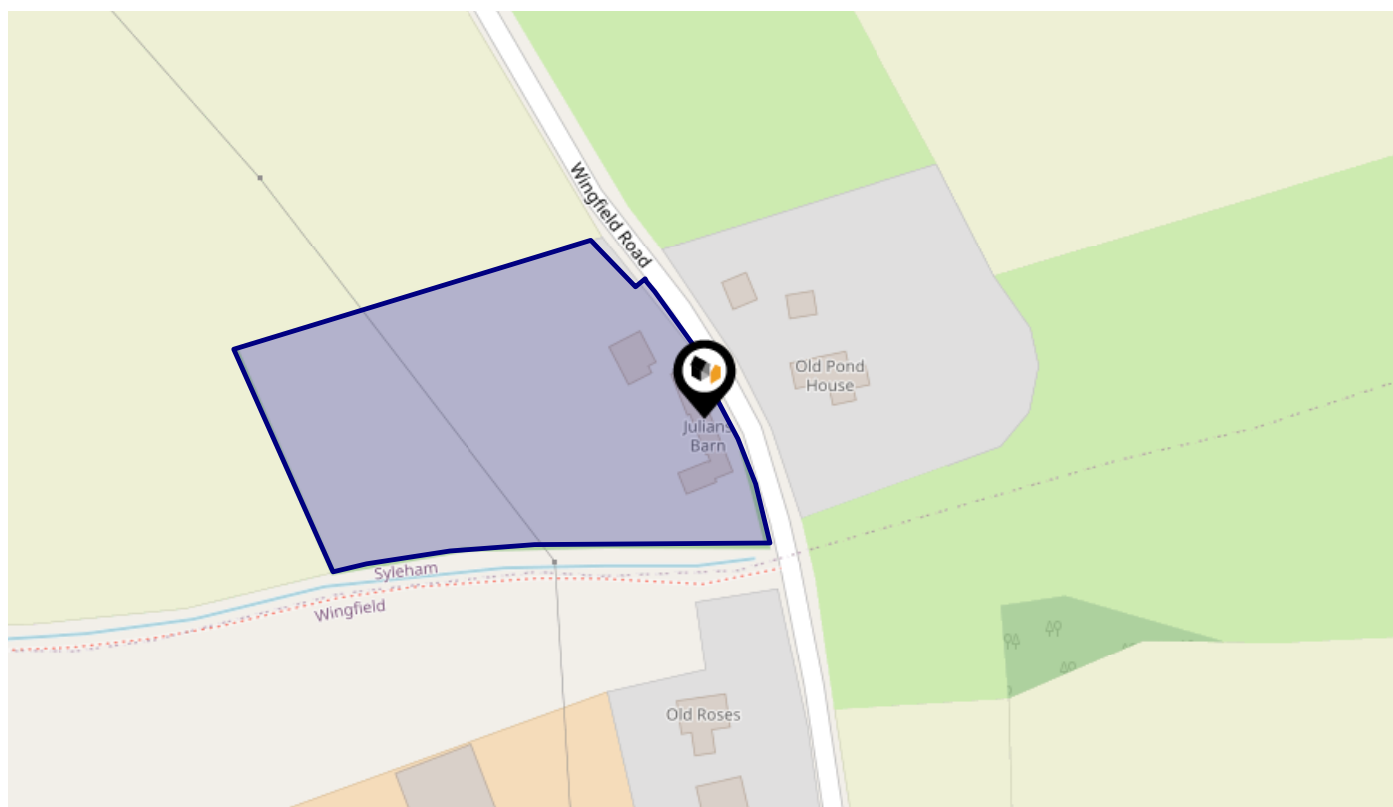 Wingfield Road
Old Pond
House
Julians
Barn
Syleham
Wingfield
Old Roses